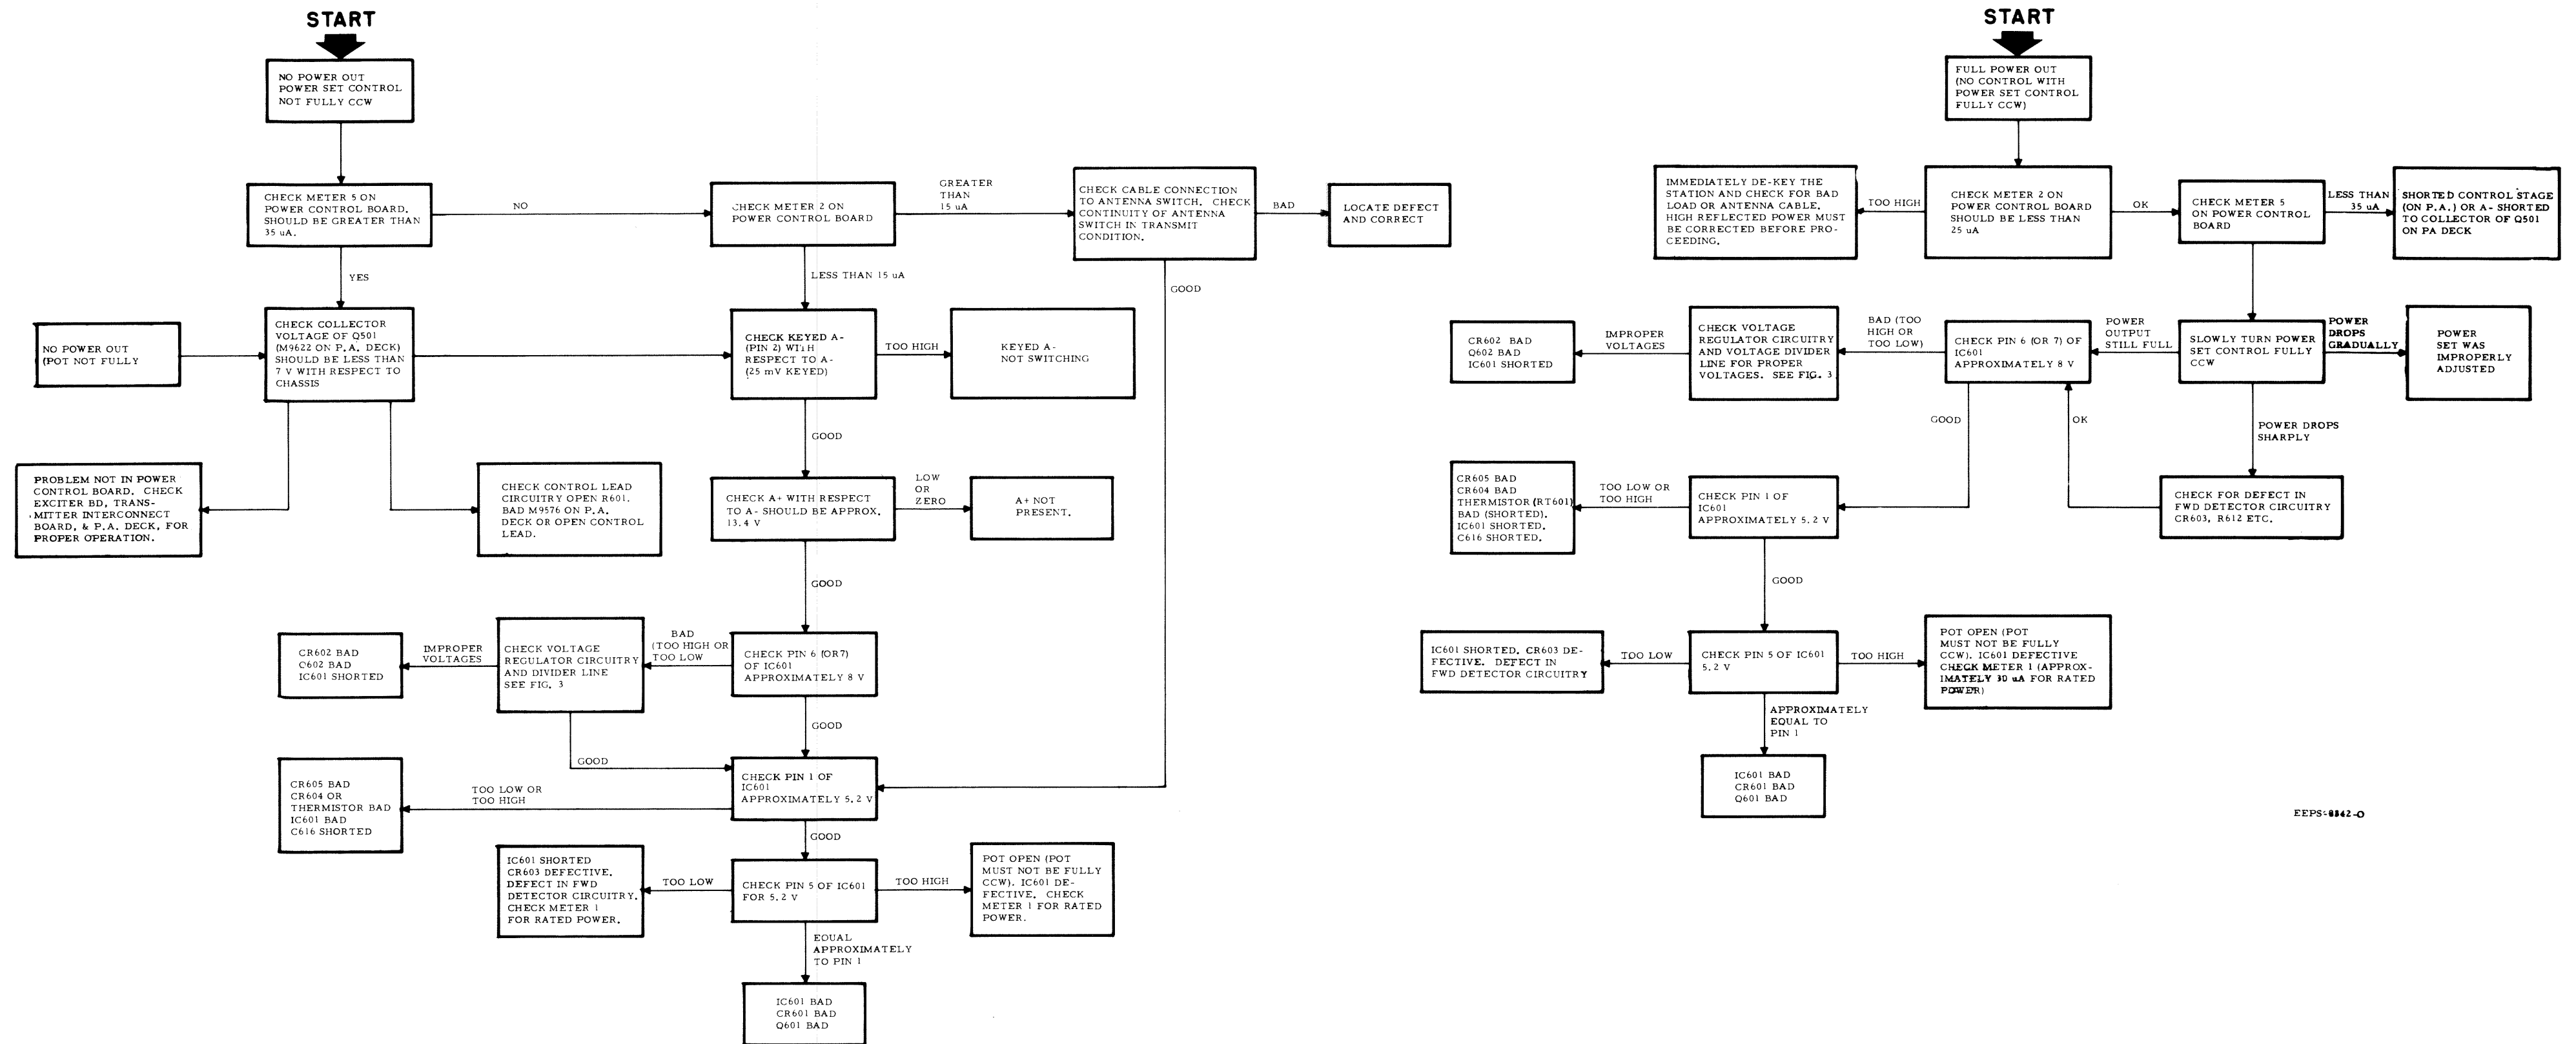 START
NO POWER OUT
POWER SET CONTROL
NOT FULLY CCW
CHECK METER 5 ON
POWER CONTROL BOARD.
SHOULD BE GREATER THAN
35 uA.
NO
CHECK METER 2 ON
POWER CONTROL BOARD
GREATER
THAN
15 uA
CHECK CABLE CONNECTION
TO ANTENNA SWITCH. CHECK
CONTINUITY OF ANTENNA
SWITCH IN TRANSMIT
CONDITION.
BAD
LOCATE DEFECT
AND CORRECT
YES
LESS THAN 15 uA
GOOD
NO POWER OUT
(POT NOT FULLY
CHECK COLLECTOR
VOLTAGE OF Q501
(M9622 ON P.A. DECK)
SHOULD BE LESS THAN
7 V WITH RESPECT TO
CHASSIS
CHECK KEYED A-
(PIN 2) WITH
RESPECT TO A-
(25 mV KEYED)
TOO HIGH
KEYED A-
NOT SWITCHING
GOOD
PROBLEM NOT IN POWER
CONTROL BOARD. CHECK
EXCITER BD, TRANS-
MITTER INTERCONNECT
BOARD, & P.A. DECK, FOR
PROPER OPERATION.
CHECK CONTROL LEAD
CIRCUITRY OPEN R601.
BAD M9576 ON P.A.
DECK OR OPEN CONTROL
LEAD.
CHECK A+ WITH RESPECT
TO A- SHOULD BE APPROX.
13.4 V
LOW
OR
ZERO
A+ NOT
PRESENT.
GOOD
CR602 BAD
Q602 BAD
IC601 SHORTED
IMPROPER
VOLTAGES
CHECK VOLTAGE
REGULATOR CIRCUITRY
AND DIVIDER LINE
SEE FIG. 3
BAD
(TOO HIGH OR
TOO LOW
CHECK PIN 6 (OR7)
OF IC601
APPROXIMATELY 8 V
GOOD
GOOD
CR605 BAD
CR604 OR
THERMISTOR BAD
IC601 BAD
C616 SHORTED
TOO LOW OR
TOO HIGH
CHECK PIN 1 OF
IC601
APPROXIMATELY 5.2 V
GOOD
IC601 SHORTED
CR603 DEFECTIVE.
DEFECT IN FWD
DETECTOR CIRCUITRY.
CHECK METER 1
FOR RATED POWER.
TOO LOW
CHECK PIN 5 OF IC601
FOR 5.2 V
TOO HIGH
POT OPEN (POT
MUST NOT BE FULLY
CCW). IC601 DE-
FECTIVE. CHECK
METER 1 FOR RATED
POWER.
EQUAL
APPROXIMATELY
TO PIN 1
IC601 BAD
CR601 BAD
Q601 BAD
START
FULL POWER OUT
(NO CONTROL WITH
POWER SET CONTROL
FULLY CCW)
IMMEDIATELY DE-KEY THE
STATION AND CHECK FOR BAD
LOAD OR ANTENNA CABLE.
HIGH REFLECTED POWER MUST
BE CORRECTED BEFORE PRO-
CEEDING.
TOO HIGH
CHECK METER 2 ON
POWER CONTROL BOARD
SHOULD BE LESS THAN
25 uA
OK
CHECK METER 5
ON POWER CONTROL
BOARD
LESS THAN
35 uA
SHORTED CONTROL STAGE
(ON P.A.) OR A- SHORTED
TO COLLECTOR OF Q501
ON PA DECK
CR602 BAD
Q602 BAD
IC601 SHORTED
IMPROPER
VOLTAGES
CHECK VOLTAGE
REGULATOR CIRCUITRY
AND VOLTAGE DIVIDER
LINE FOR PROPER
VOLTAGES. SEE FIG. 3
BAD (TOO
HIGH OR
TOO LOW)
CHECK PIN 6 (OR 7) OF
IC601
APPROXIMATELY 8 V
POWER
OUTPUT
STILL FULL
SLOWLY TURN POWER
SET CONTROL FULLY
CCW
POWER
DROPS
GRADUALLY
POWER
SET WAS
IMPROPERLY
ADJUSTED
GOOD
OK
POWER DROPS
SHARPLY
CR605 BAD
CR604 BAD
THERMISTOR (RT601)
BAD (SHORTED).
IC601 SHORTED.
C616 SHORTED.
TOO LOW OR
TOO HIGH
CHECK PIN 1 OF
IC601
APPROXIMATELY 5.2 V
CHECK FOR DEFECT IN
FWD DETECTOR CIRCUITRY
CR603, R612 ETC.
GOOD
IC601 SHORTED. CR603 DE-
FECTIVE. DEFECT IN
FWD DETECTOR CIRCUITRY
TOO LOW
CHECK PIN 5 OF IC601
5.2 V
TOO HIGH
POT OPEN (POT
MUST NOT BE FULLY
CCW). IC601 DEFECTIVE
CHECK METER 1 (APPROX-
IMATELY 30 uA FOR RATED
POWER)
APPROXIMATELY
EQUAL TO
PIN 1
IC601 BAD
CR601 BAD
Q601 BAD
EEPS-8342-O